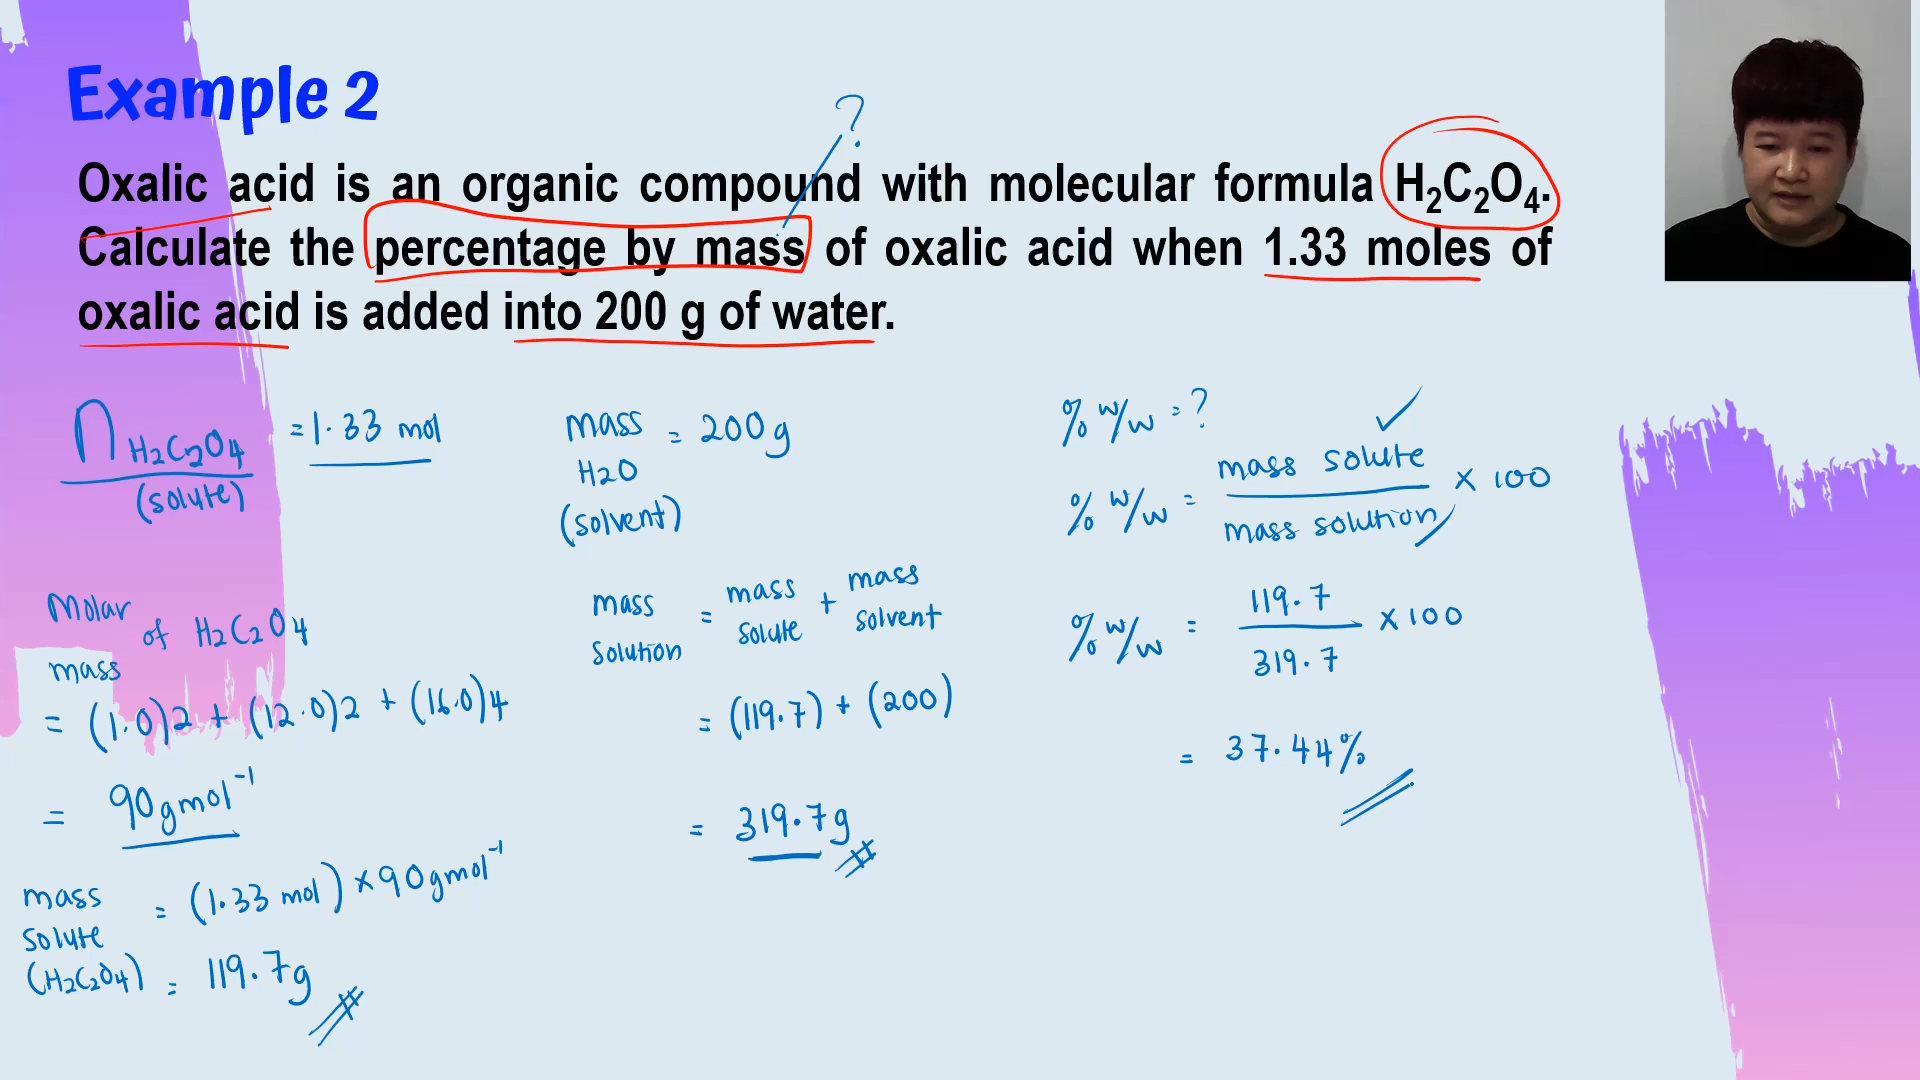 Example 2
?
Oxalic acid is an organic compound with molecular formula H₂C₂O₄.
Calculate the percentage by mass of oxalic acid when 1.33 moles of
oxalic acid is added into 200 g of water.
n H₂C₂O₄ = 1.33 mol
(solute)
mass = 200g
H₂O
(solvent)
% w/w = ?
% w/w = mass solute / mass solution × 100
Molar mass of H₂C₂O₄
= (1.0)2 + (12.0)2 + (16.0)4
= 90gmol⁻¹
mass solute = (1.33 mol) × 90gmol⁻¹
(H₂C₂O₄) = 119.7g
mass solution = mass solute + mass solvent
= (119.7) + (200)
= 319.7g
% w/w = 119.7 / 319.7 × 100
= 37.44%